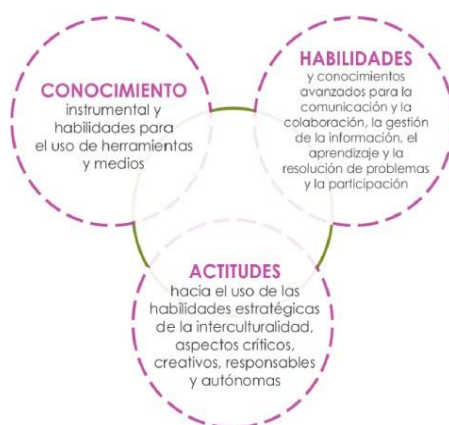 CONOCIMIENTO
instrumental y
habilidades para
el uso de herramientas
y medios
HABILIDADES
y conocimientos
avanzados para la
comunicación y la
colaboración, la gestión
de la información, el
aprendizaje y la
resolución de problemas
y la participación
ACTITUDES
hacia el uso de las
habilidades estratégicas
de la interculturalidad,
aspectos críticos,
creativos, responsables
y autónomas